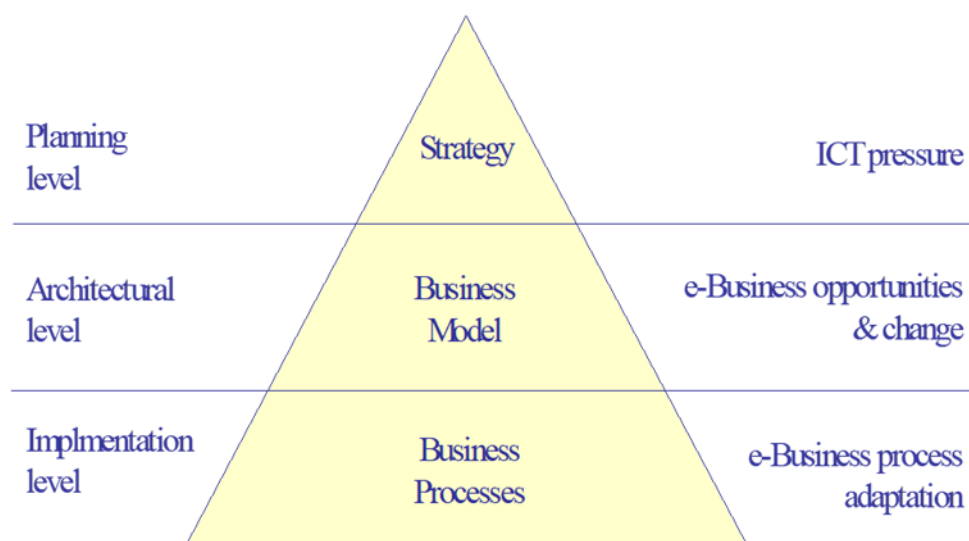 Planning
level
Strategy
ICT pressure
Architectural
level
Business
Model
e-Business opportunities
& change
Implmentation
level
Business
Processes
e-Business process
adaptation